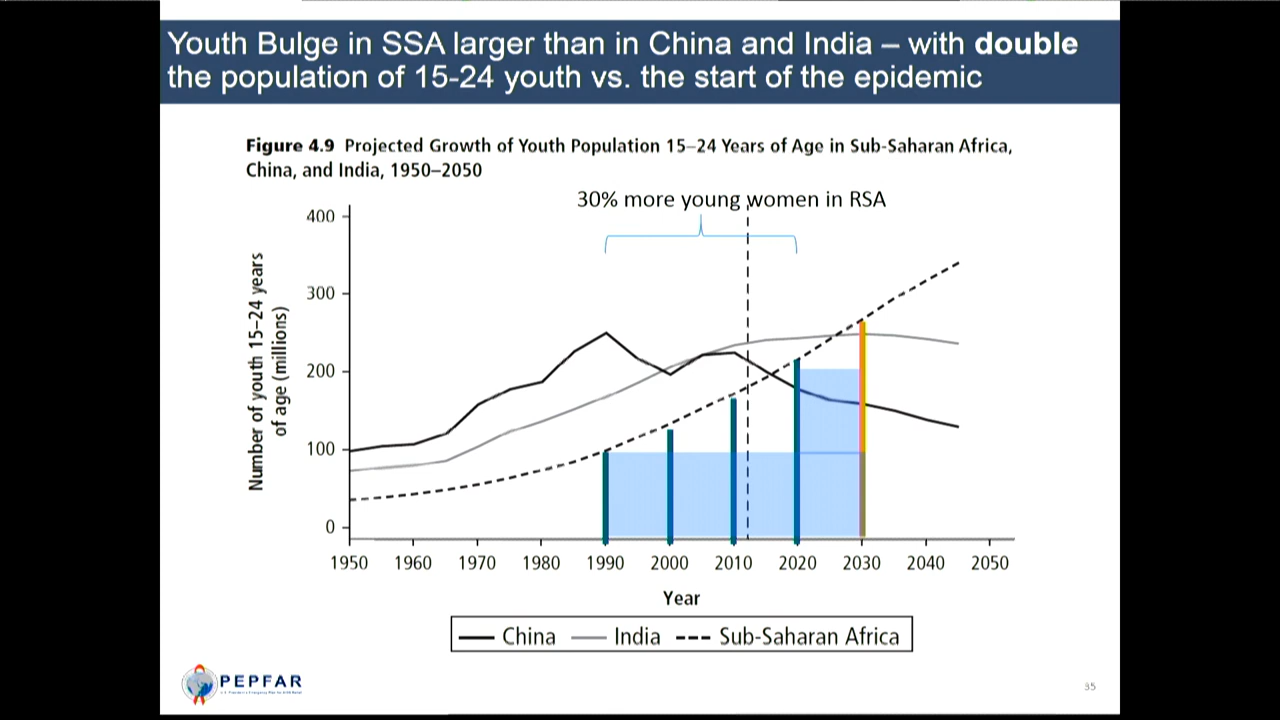 Youth Bulge in SSA larger than in China and India – with double
the population of 15-24 youth vs. the start of the epidemic
Figure 4.9 Projected Growth of Youth Population 15–24 Years of Age in Sub-Saharan Africa,
China, and India, 1950–2050
30% more young women in RSA
Number of youth 15–24 years
of age (millions)
400
300
200
100
0
1950 1960 1970 1980 1990 2000 2010 2020 2030 2040 2050
Year
China India Sub-Saharan Africa
PEPFAR
35